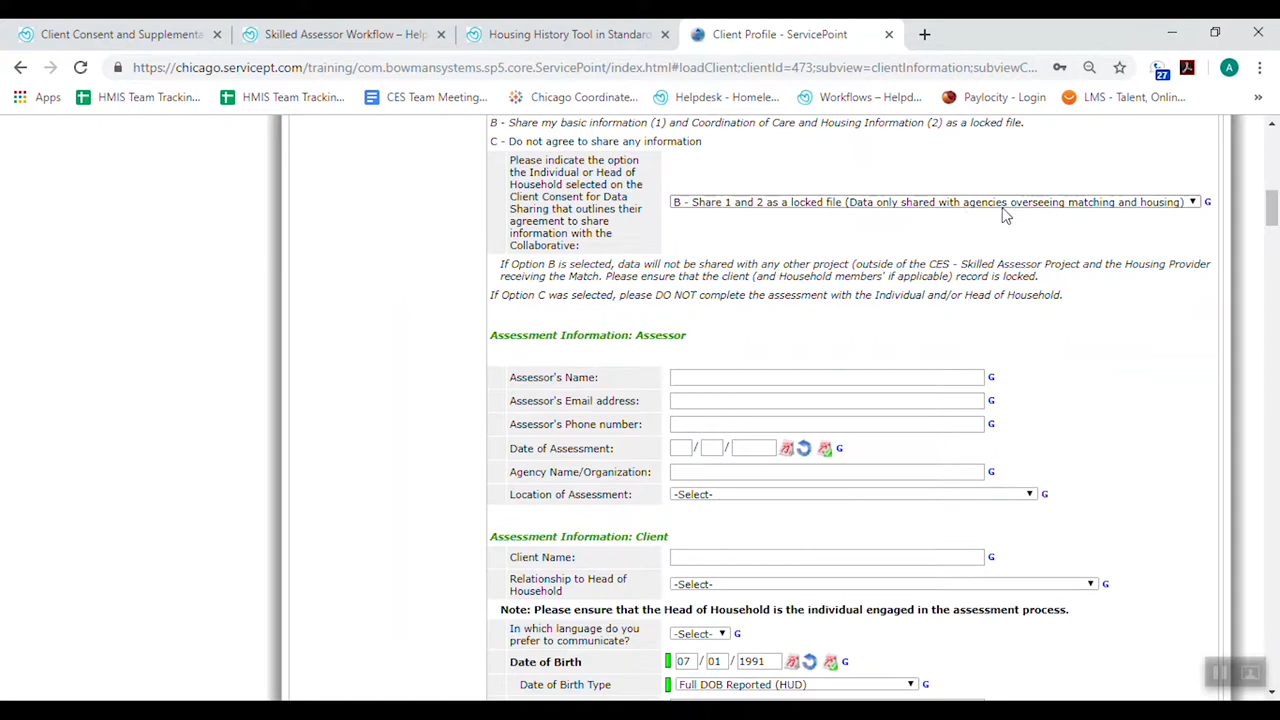 Client Consent and Supplementa
Skilled Assessor Workflow – Help
Housing History Tool in Standard
Client Profile - ServicePoint
https://chicago.servicept.com/training/com.bowmansystems.sp5.core.ServicePoint/index.html#loadClient;clientId=473;subview=clientInformation;subviewC...
27
A
Apps
HMIS Team Trackin...
HMIS Team Trackin...
CES Team Meeting...
Chicago Coordinate...
Helpdesk - Homele...
Workflows – Helpd...
Paylocity - Login
LMS - Talent, Onlin...
»
B - Share my basic information (1) and Coordination of Care and Housing Information (2) as a locked file.
C - Do not agree to share any information
Please indicate the option
the Individual or Head of
Household selected on the
Client Consent for Data
Sharing that outlines their
agreement to share
information with the
Collaborative:
B - Share 1 and 2 as a locked file (Data only shared with agencies overseeing matching and housing)
G
If Option B is selected, data will not be shared with any other project (outside of the CES - Skilled Assessor Project and the Housing Provider
receiving the Match. Please ensure that the client (and Household members' if applicable) record is locked.
If Option C was selected, please DO NOT complete the assessment with the Individual and/or Head of Household.
Assessment Information: Assessor
Assessor's Name: G
Assessor's Email address: G
Assessor's Phone number: G
Date of Assessment: / / G
Agency Name/Organization: G
Location of Assessment: -Select- G
Assessment Information: Client
Client Name: G
Relationship to Head of
Household
-Select- G
Note: Please ensure that the Head of Household is the individual engaged in the assessment process.
In which language do you
prefer to communicate?
-Select- G
Date of Birth 07 / 01 / 1991 G
Date of Birth Type Full DOB Reported (HUD) G